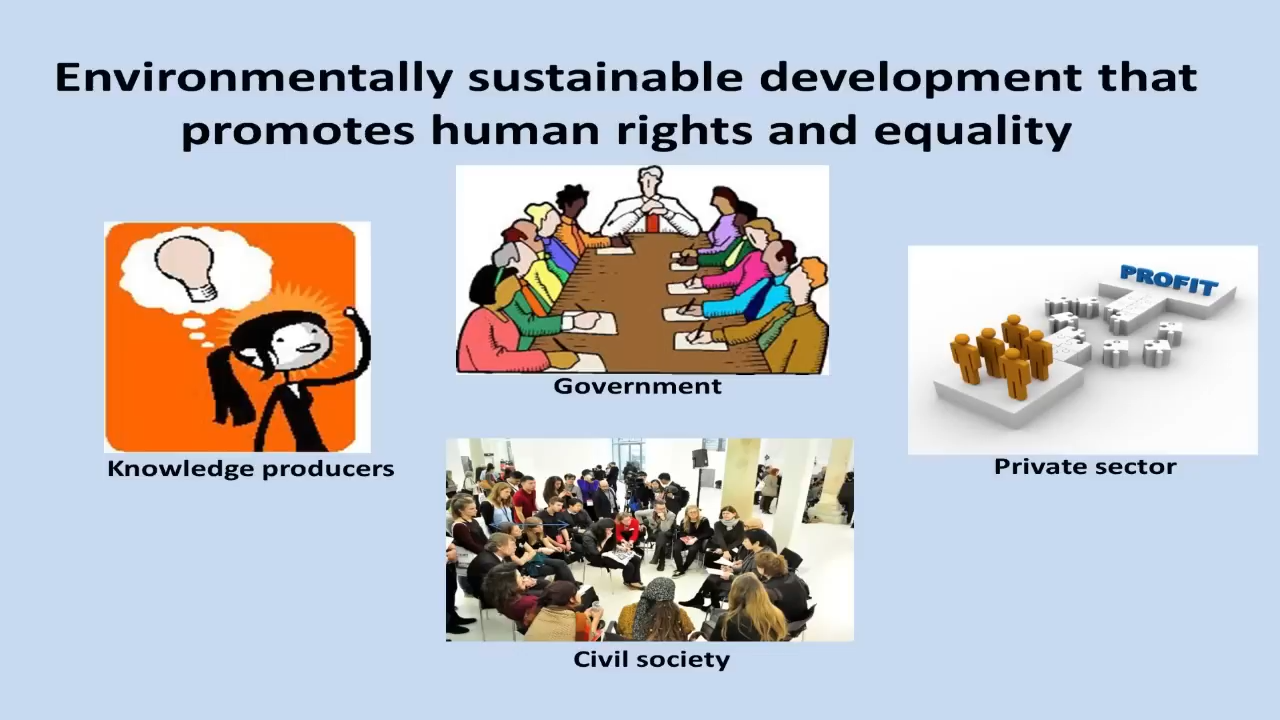 Environmentally sustainable development that
promotes human rights and equality
Government
PROFIT
Knowledge producers
Private sector
Civil society